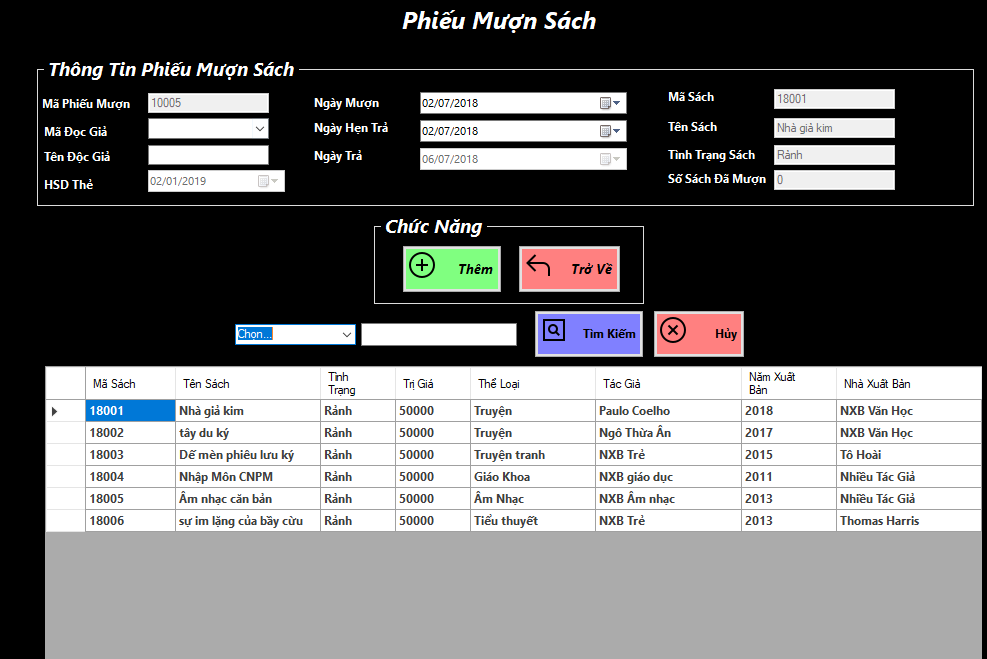 Phiếu Mượn Sách
Thông Tin Phiếu Mượn Sách
Mã Phiếu Mượn 10005
Mã Đọc Giả
Tên Độc Giả
HSD Thẻ 02/01/2019
Ngày Mượn 02/07/2018
Ngày Hẹn Trả 02/07/2018
Ngày Trả 06/07/2018
Mã Sách 18001
Tên Sách Nhà giả kim
Tình Trạng Sách Rảnh
Số Sách Đã Mượn 0
Chức Năng
Thêm Trở Về
Chọn... Tìm Kiếm Hủy
Mã Sách Tên Sách Tình Trạng Trị Giá Thể Loại Tác Giả Năm Xuất Bản Nhà Xuất Bản
18001 Nhà giả kim Rảnh 50000 Truyện Paulo Coelho 2018 NXB Văn Học
18002 tây du ký Rảnh 50000 Truyện Ngô Thừa Ân 2017 NXB Văn Học
18003 Dế mèn phiêu lưu ký Rảnh 50000 Truyện tranh NXB Trẻ 2015 Tô Hoài
18004 Nhập Môn CNPM Rảnh 50000 Giáo Khoa NXB giáo dục 2011 Nhiều Tác Giả
18005 Âm nhạc căn bản Rảnh 50000 Âm Nhạc NXB Âm nhạc 2013 Nhiều Tác Giả
18006 sự im lặng của bầy cừu Rảnh 50000 Tiểu thuyết NXB Trẻ 2013 Thomas Harris